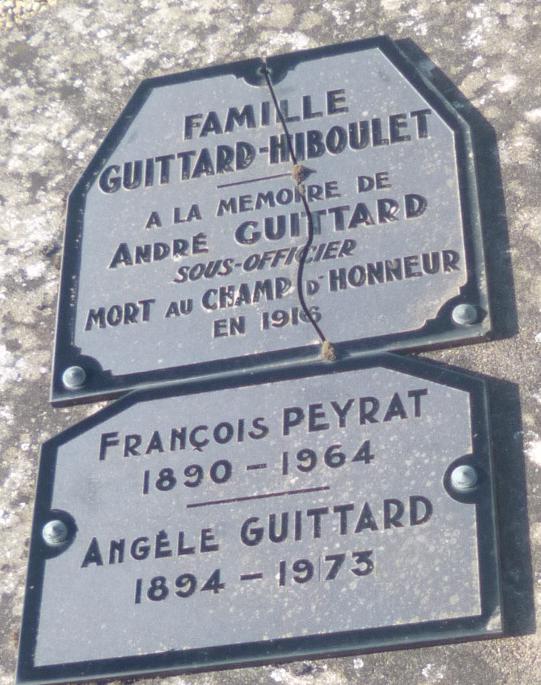 FAMILLE
GUITTARD-HUBOULET
A LA MEMOIRE DE
ANDRÉ GUITTARD
SOUS-OFFICIER
MORT AU CHAMP D'HONNEUR
EN 1916
FRANÇOIS PEYRAT
1890 - 1964
ANGÈLE GUITTARD
1894 - 1973